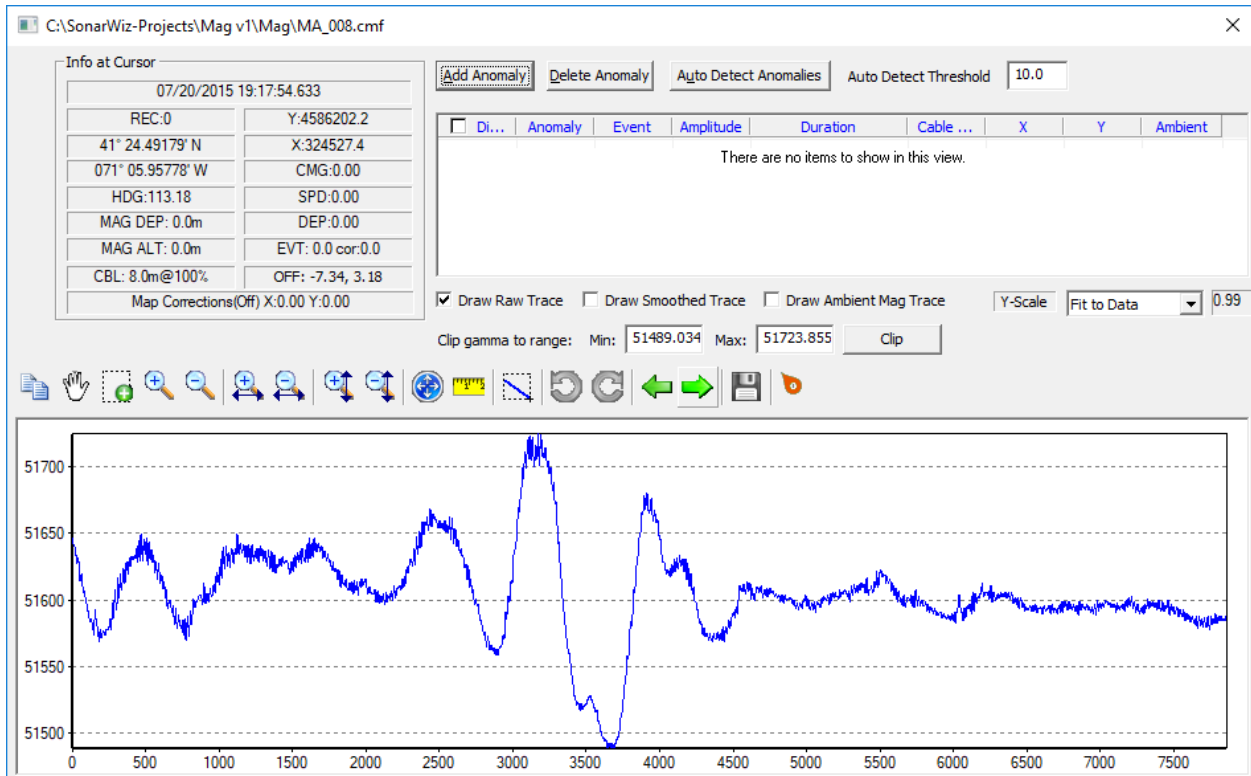 C:\SonarWiz-Projects\Mag v1\Mag\MA_008.cmf
Info at Cursor
07/20/2015 19:17:54.633
REC:0 Y:4586202.2
41° 24.49179' N X:324527.4
071° 05.95778' W CMG:0.00
HDG:113.18 SPD:0.00
MAG DEP: 0.0m DEP:0.00
MAG ALT: 0.0m EVT: 0.0 cor:0.0
CBL: 8.0m@100% OFF: -7.34, 3.18
Map Corrections(Off) X:0.00 Y:0.00
Add Anomaly Delete Anomaly Auto Detect Anomalies Auto Detect Threshold 10.0
Di... Anomaly Event Amplitude Duration Cable ... X Y Ambient
There are no items to show in this view.
Draw Raw Trace Draw Smoothed Trace Draw Ambient Mag Trace Y-Scale Fit to Data 0.99
Clip gamma to range: Min: 51489.034 Max: 51723.855 Clip
51700
51650
51600
51550
51500
0 500 1000 1500 2000 2500 3000 3500 4000 4500 5000 5500 6000 6500 7000 7500